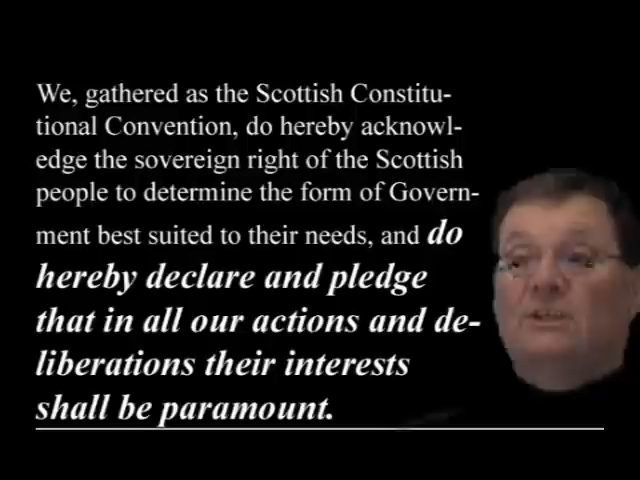 We, gathered as the Scottish Constitu-
tional Convention, do hereby acknowl-
edge the sovereign right of the Scottish
people to determine the form of Govern-
ment best suited to their needs, and do
hereby declare and pledge
that in all our actions and de-
liberations their interests
shall be paramount.